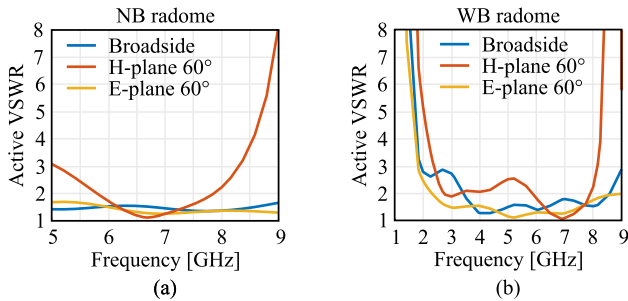 NB radome
8
7
6
5
4
3
2
1
Active VSWR
Broadside
H-plane 60°
E-plane 60°
5 6 7 8 9
Frequency [GHz]
(a)
WB radome
8
7
6
5
4
3
2
1
Active VSWR
Broadside
H-plane 60°
E-plane 60°
1 2 3 4 5 6 7 8 9
Frequency [GHz]
(b)